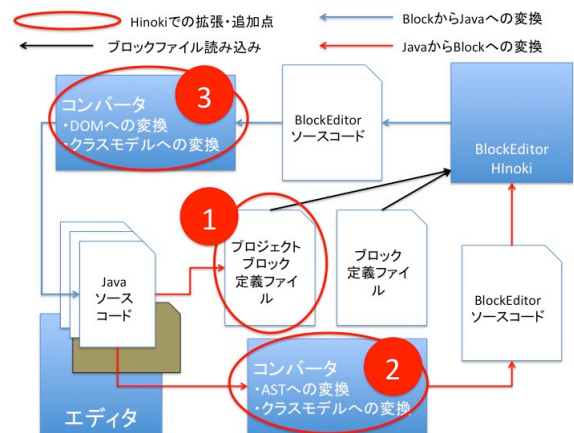 Hinokiでの拡張・追加点
BlockからJavaへの変換
ブロックファイル読み込み
JavaからBlockへの変換
コンバータ
・DOMへの変換
・クラスモデルへの変換
3
BlockEditor
ソースコード
BlockEditor
HInoki
1
プロジェクト
ブロック
定義ファイ
ル
ブロック
定義ファイ
ル
Java
ソース
コード
BlockEditor
ソースコード
コンバータ
・ASTへの変換
・クラスモデルへの変換
2
エディタ